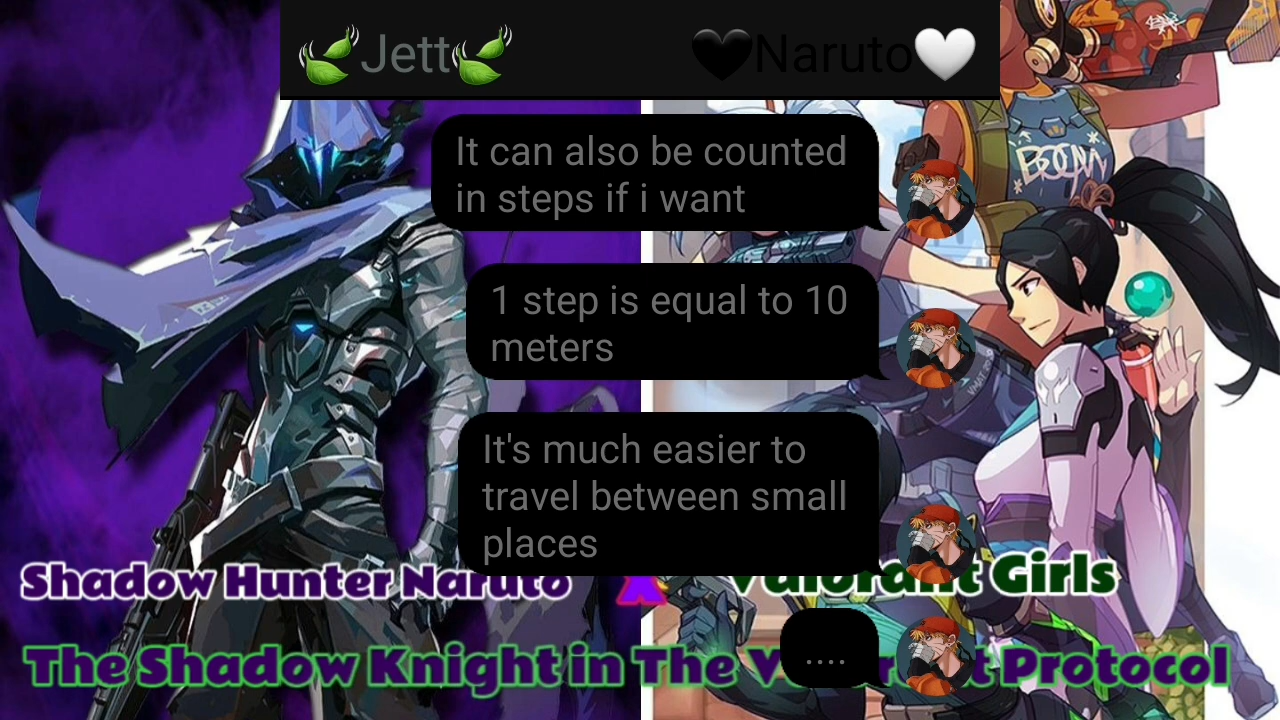 🍃Jett🍃 🖤Naruto🤍
It can also be counted
in steps if i want
BOOM
1 step is equal to 10
meters
It's much easier to
travel between small
places
Shadow Hunter Naruto X Valorant Girls
....
The Shadow Knight in The V t Protocol